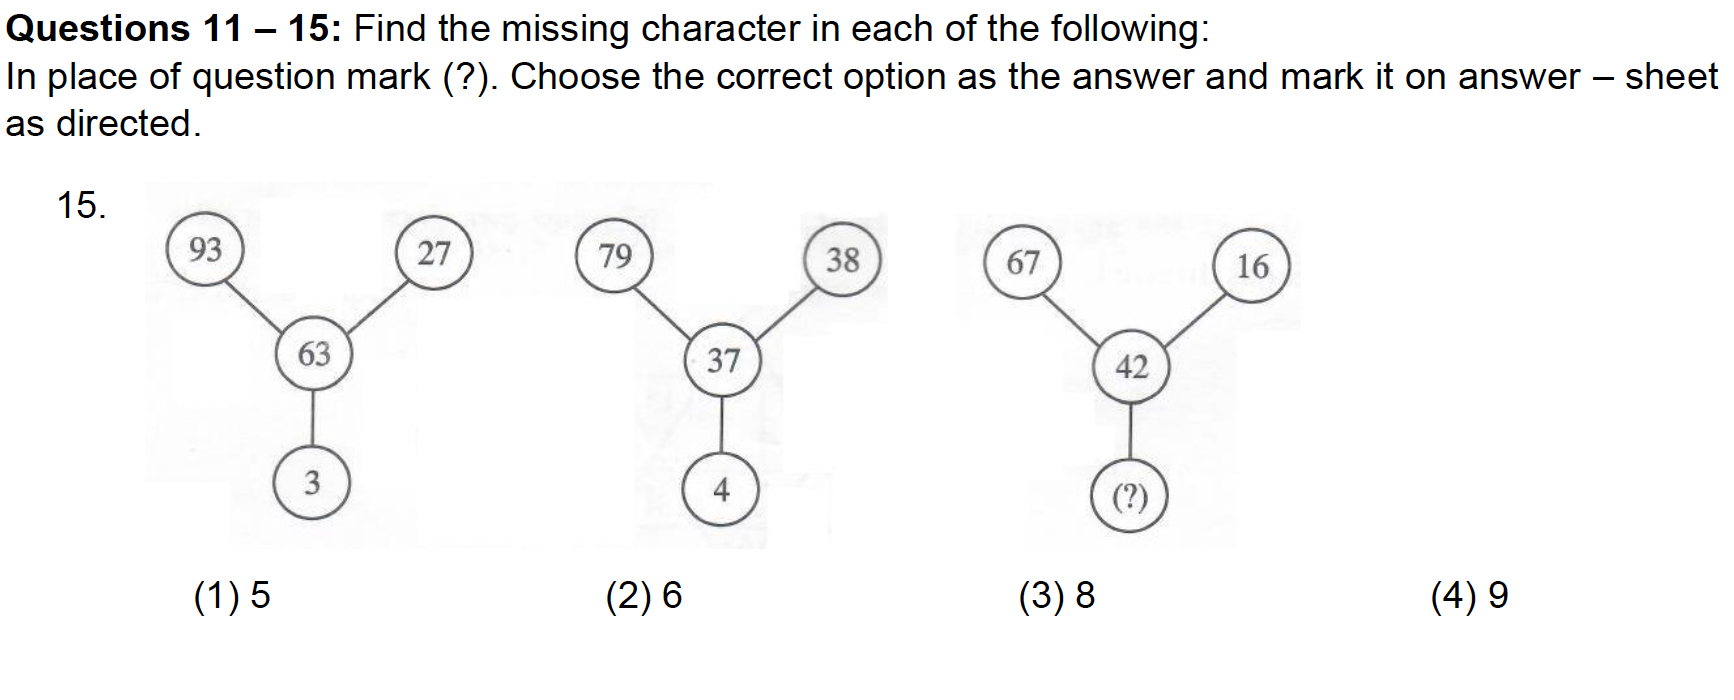 Questions 11 – 15: Find the missing character in each of the following:
In place of question mark (?). Choose the correct option as the answer and mark it on answer – sheet
as directed.
15.
93 27 79 38 67 16
63 37 42
3 4 (?)
(1) 5 (2) 6 (3) 8 (4) 9